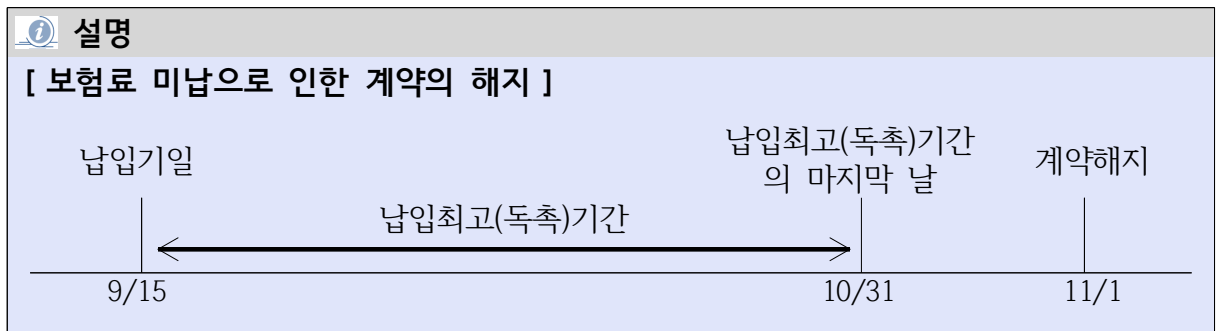 설명
[ 보험료 미납으로 인한 계약의 해지 ]
납입기일
납입최고(독촉)기간
의 마지막 날
계약해지
납입최고(독촉)기간
9/15
10/31
11/1